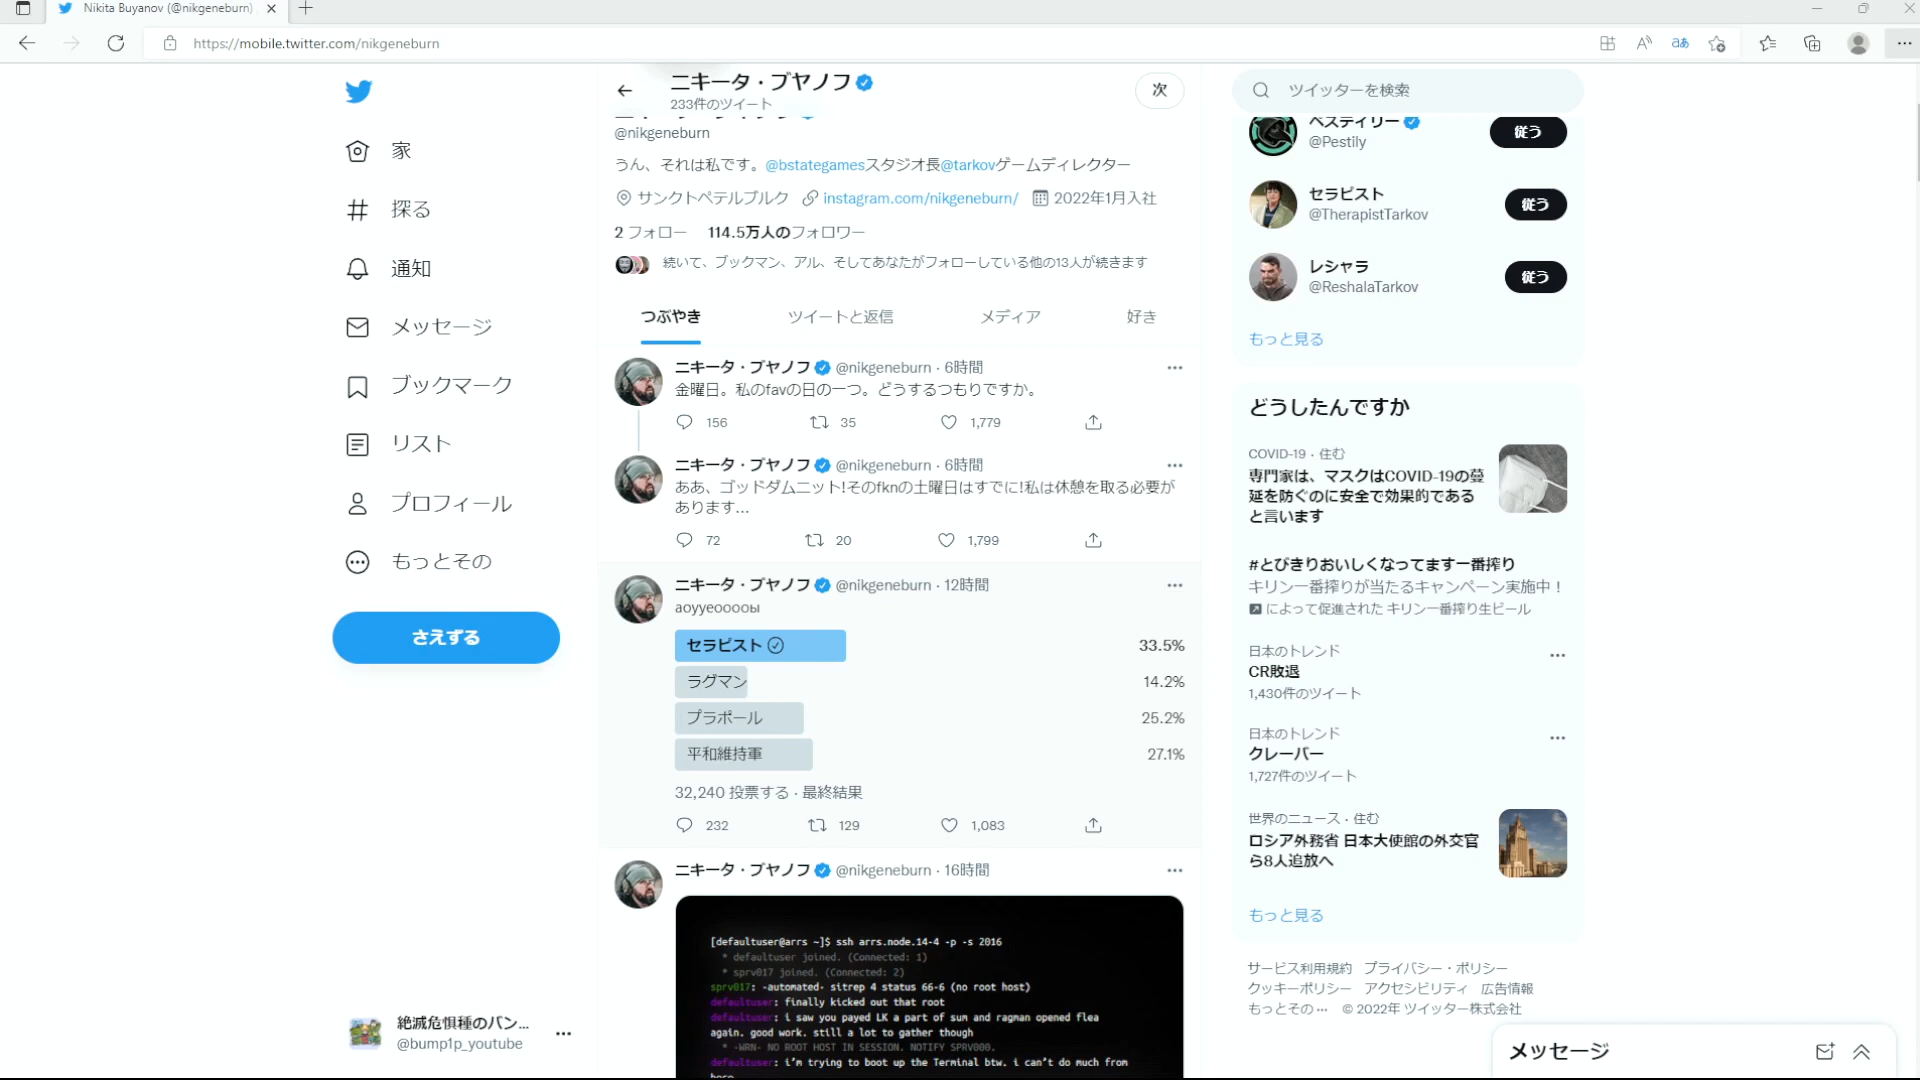 Nikita Buyanov (@nikgeneburn)
https://mobile.twitter.com/nikgeneburn
家
探る
通知
メッセージ
ブックマーク
リスト
プロフィール
もっとその
さえずる
絶滅危惧種のバン...
@bump1p_youtube
ニキータ・ブヤノフ
233件のツイート
次
@nikgeneburn
うん、それは私です。@bstategamesスタジオ長@tarkovゲームディレクター
サンクトペテルブルク instagram.com/nikgeneburn/ 2022年1月入社
2 フォロー 114.5万人のフォロワー
続いて、ブックマン、アル、そしてあなたがフォローしている他の13人が続きます
つぶやき ツイートと返信 メディア 好き
ニキータ・ブヤノフ @nikgeneburn · 6時間
金曜日。私のfavの日の一つ。どうするつもりですか。
156 35 1,779
ニキータ・ブヤノフ @nikgeneburn · 6時間
ああ、ゴッドダムニット!そのfknの土曜日はすでに!私は休憩を取る必要が
あります...
72 20 1,799
ニキータ・ブヤノフ @nikgeneburn · 12時間
аоууеооооы
セラピスト 33.5%
ラグマン 14.2%
プラポール 25.2%
平和維持軍 27.1%
32,240 投票する · 最終結果
232 129 1,083
ニキータ・ブヤノフ @nikgeneburn · 16時間
[defaultuser@arrs ~]$ ssh arrs.node.14-4 -p -s 2016
* defaultuser joined. (Connected: 1)
* sprv017 joined. (Connected: 2)
sprv017: -automated- sitrep 4 status 66-6 (no root host)
defaultuser: finally kicked out that root
defaultuser: i saw you payed LK a part of sum and ragman opened flea
again. good work. still a lot to gather though
* -WRN- NO ROOT HOST IN SESSION. NOTIFY SPRV000.
defaultuser: i'm trying to boot up the Terminal btw. i can't do much from
here
ツイッターを検索
ペスティリー
@Pestily
従う
セラピスト
@TherapistTarkov
従う
レシャラ
@ReshalaTarkov
従う
もっと見る
どうしたんですか
COVID-19 · 住む
専門家は、マスクはCOVID-19の蔓
延を防ぐのに安全で効果的である
と言います
#とびきりおいしくなってます一番搾り
キリン一番搾りが当たるキャンペーン実施中！
によって促進された キリン一番搾り生ビール
日本のトレンド
CR敗退
1,430件のツイート
日本のトレンド
クレーバー
1,727件のツイート
世界のニュース · 住む
ロシア外務省 日本大使館の外交官
ら8人追放へ
もっと見る
サービス利用規約 プライバシー・ポリシー
クッキーポリシー アクセシビリティ 広告情報
もっとその ... © 2022年 ツイッター株式会社
メッセージ